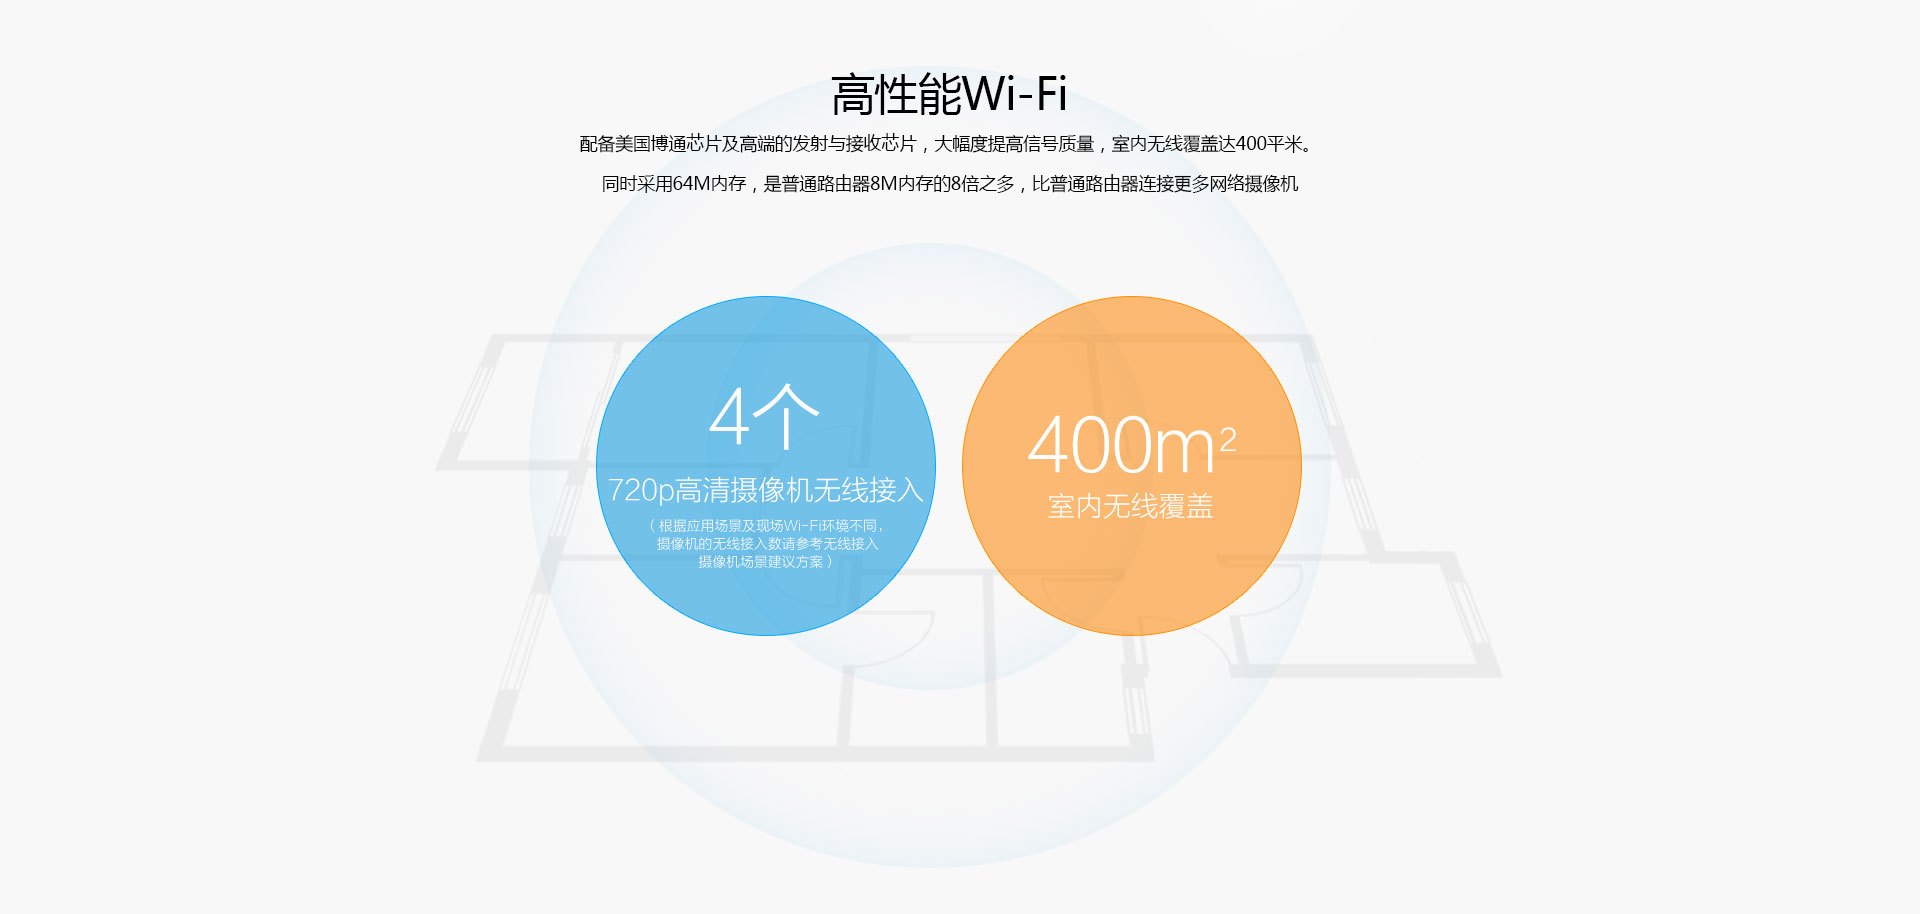 高性能Wi-Fi
配备美国博通芯片及高端的发射与接收芯片，大幅度提高信号质量，室内无线覆盖达400平米。
同时采用64M内存，是普通路由器8M内存的8倍之多，比普通路由器连接更多网络摄像机
4个
720p高清摄像机无线接入
（根据应用场景及现场Wi-Fi环境不同，
摄像机的无线接入数请参考无线接入
摄像机场景建议方案）
400m²
室内无线覆盖